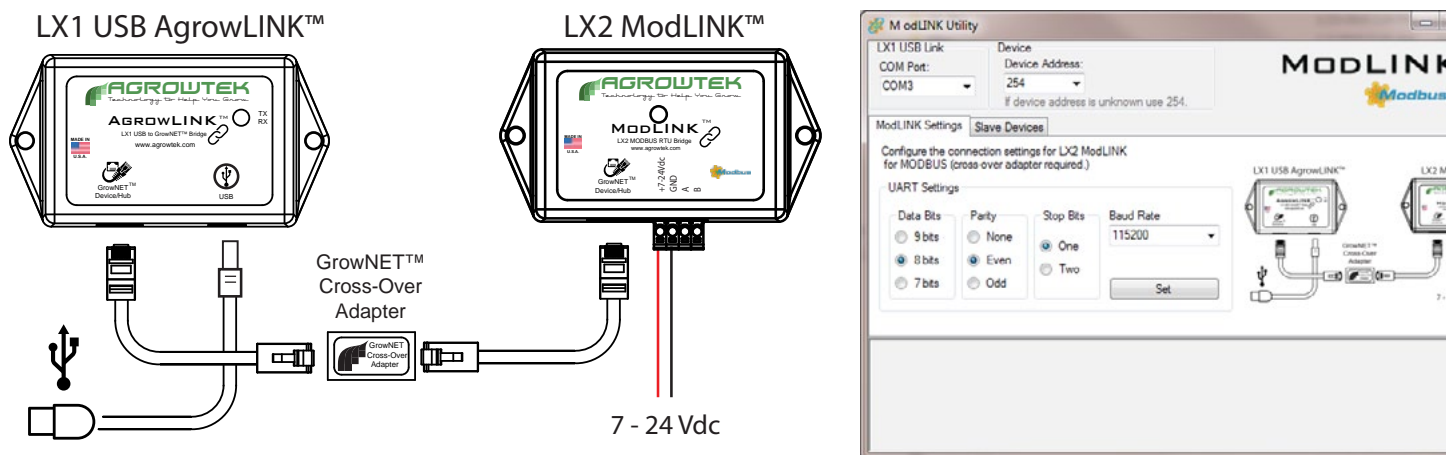 LX1 USB AgrowLINK™
LX2 ModLINK™
AGROWTEK
Technology To Help You Grow
AGROWLINK™
TX
RX
LX1 USB to GrowNET™ Bridge
www.agrowtek.com
MADE IN
U.S.A.
GrowNET™
Device/Hub
USB
AGROWTEK
Technology To Help You Grow
MODLINK™
LX2 MODBUS RTU Bridge
www.agrowtek.com
MADE IN
U.S.A.
GrowNET™
Device/Hub
+7-24Vdc
GND
A
B
Modbus
GrowNET™
Cross-Over
Adapter
GrowNET
Cross-Over
Adapter
7 - 24 Vdc
ModLINK Utility
LX1 USB Link
COM Port:
COM3
Device
Device Address:
254
If device address is unknown use 254.
MODLINK
Modbus
ModLINK Settings
Slave Devices
Configure the connection settings for LX2 ModLINK
for MODBUS (cross-over adapter required.)
UART Settings
Data Bits
9 bits
8 bits
7 bits
Parity
None
Even
Odd
Stop Bits
One
Two
Baud Rate
115200
Set
LX1 USB AgrowLINK™
LX2 M
GrowNET™
Cross-Over
Adapter
7 -